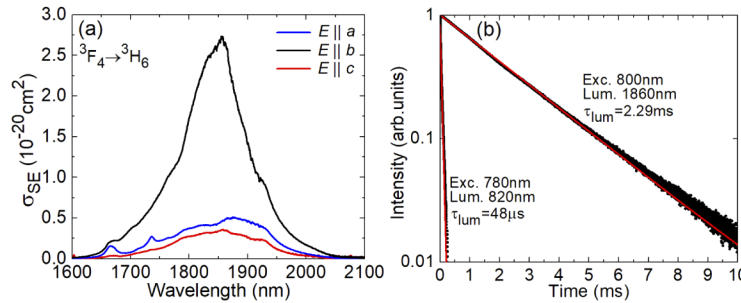 (a)
³F₄→³H₆
E || a
E || b
E || c
3.0
2.5
2.0
1.5
1.0
0.5
0.0
σSE (10⁻²⁰cm²)
1600 1700 1800 1900 2000 2100
Wavelength (nm)
(b)
Exc. 800nm
Lum. 1860nm
τlum=2.29ms
Exc. 780nm
Lum. 820nm
τlum=48μs
1
0.1
0.01
Intensity (arb.units)
0 1 2 3 4 5 6 7 8 9 10
Time (ms)